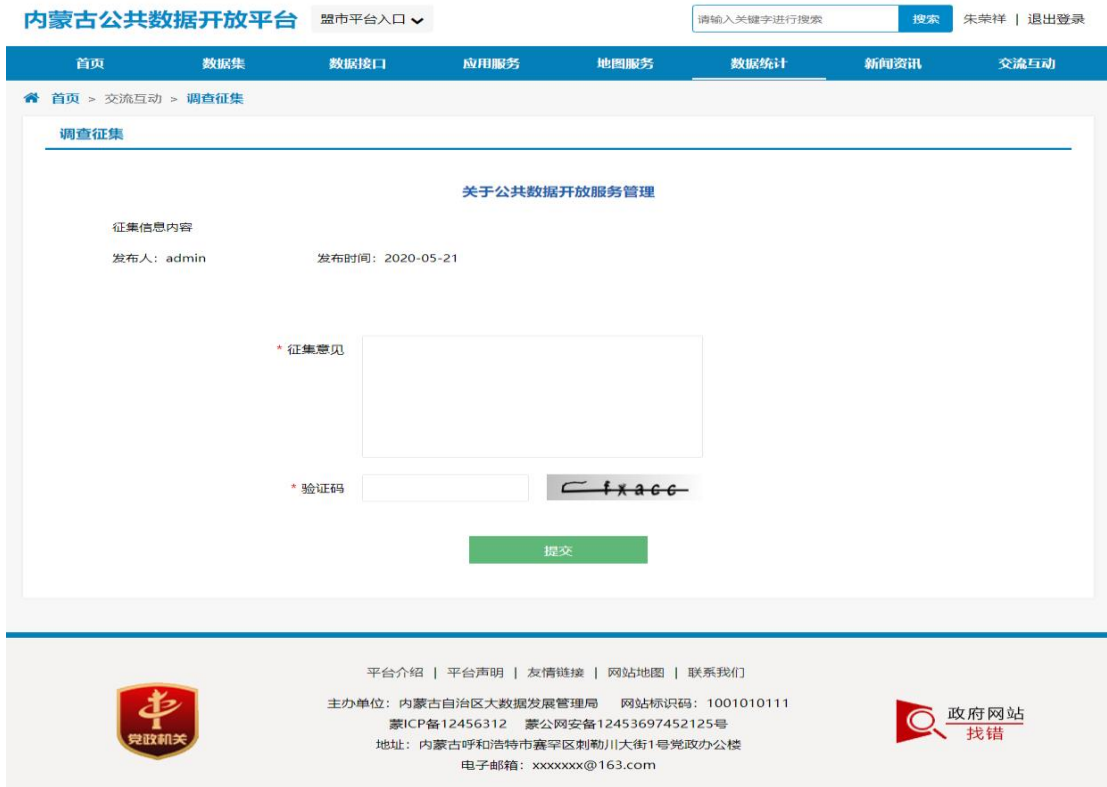 内蒙古公共数据开放平台 盟市平台入口 请输入关键字进行搜索 搜索 朱荣祥 | 退出登录
首页 数据集 数据接口 应用服务 地图服务 数据统计 新闻资讯 交流互动
首页 > 交流互动 > 调查征集
调查征集
关于公共数据开放服务管理
征集信息内容
发布人：admin 发布时间：2020-05-21
* 征集意见
* 验证码 fxacc
提交
平台介绍 | 平台声明 | 友情链接 | 网站地图 | 联系我们
主办单位：内蒙古自治区大数据发展管理局 网站标识码：1001010111
蒙ICP备12456312 蒙公网安备12453697452125号
地址：内蒙古呼和浩特市赛罕区刺勒川大街1号党政办公楼
电子邮箱：xxxxxxx@163.com
党政机关
政府网站
找错